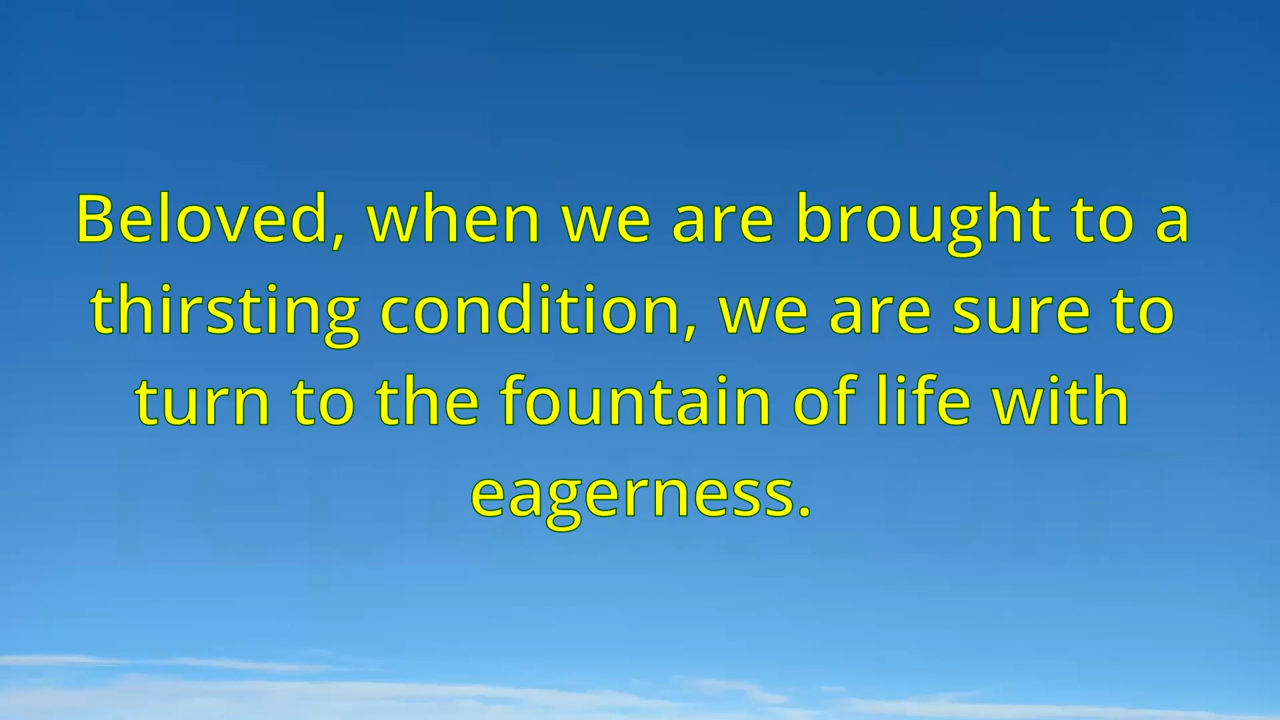 Beloved, when we are brought to a
thirsting condition, we are sure to
turn to the fountain of life with
eagerness.